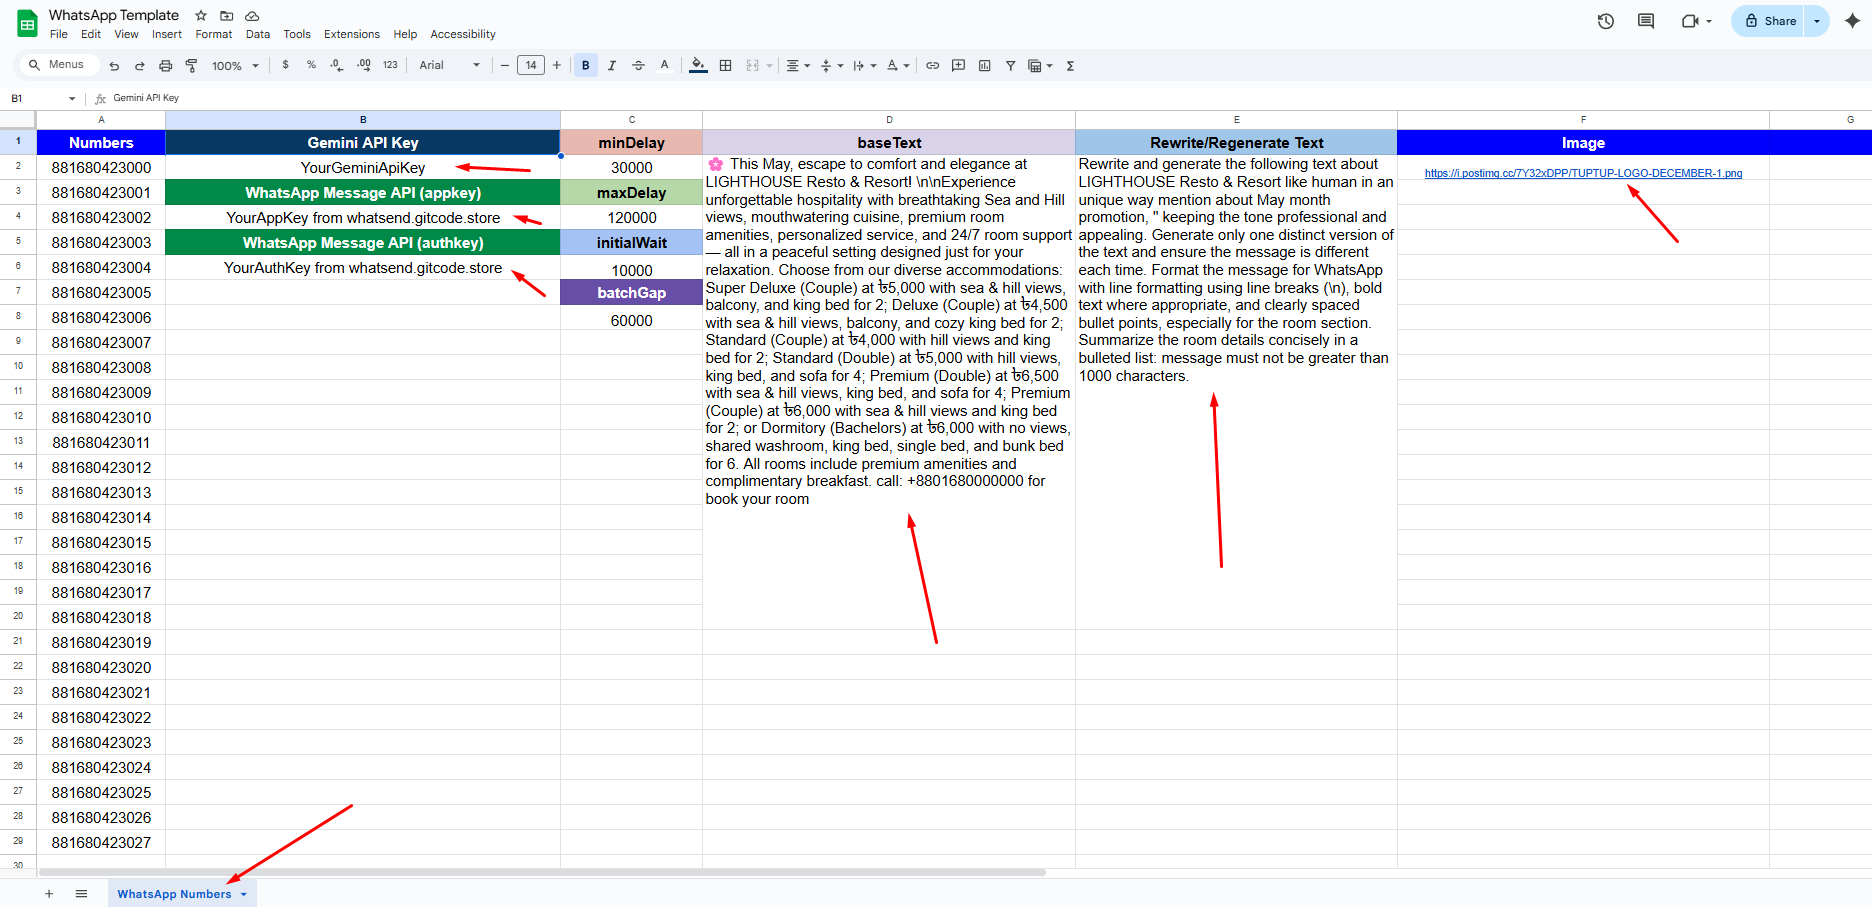 WhatsApp Template
File Edit View Insert Format Data Tools Extensions Help Accessibility
Share
Menus 100% $ % .0 .00 123 Arial 14 B I A Σ
B1 fx Gemini API Key
A B C D E F G
1 Numbers Gemini API Key minDelay baseText Rewrite/Regenerate Text Image
2 881680423000 YourGeminiApiKey 30000
3 881680423001 WhatsApp Message API (appkey) maxDelay
4 881680423002 YourAppKey from whatsend.gitcode.store 120000
5 881680423003 WhatsApp Message API (authkey) initialWait
6 881680423004 YourAuthKey from whatsend.gitcode.store 10000
7 881680423005 batchGap
8 881680423006 60000
9 881680423007
10 881680423008
11 881680423009
12 881680423010
13 881680423011
14 881680423012
15 881680423013
16 881680423014
17 881680423015
18 881680423016
19 881680423017
20 881680423018
21 881680423019
22 881680423020
23 881680423021
24 881680423022
25 881680423023
26 881680423024
27 881680423025
28 881680423026
29 881680423027
30
🌸 This May, escape to comfort and elegance at
LIGHTHOUSE Resto & Resort! \n\nExperience
unforgettable hospitality with breathtaking Sea and Hill
views, mouthwatering cuisine, premium room
amenities, personalized service, and 24/7 room support
— all in a peaceful setting designed just for your
relaxation. Choose from our diverse accommodations:
Super Deluxe (Couple) at ৳5,000 with sea & hill views,
balcony, and king bed for 2; Deluxe (Couple) at ৳4,500
with sea & hill views, balcony, and cozy king bed for 2;
Standard (Couple) at ৳4,000 with hill views and king
bed for 2; Standard (Double) at ৳5,000 with hill views,
king bed, and sofa for 4; Premium (Double) at ৳6,500
with sea & hill views, king bed, and sofa for 4; Premium
(Couple) at ৳6,000 with sea & hill views and king bed
for 2; or Dormitory (Bachelors) at ৳6,000 with no views,
shared washroom, king bed, single bed, and bunk bed
for 6. All rooms include premium amenities and
complimentary breakfast. call: +8801680000000 for
book your room
Rewrite and generate the following text about
LIGHTHOUSE Resto & Resort like human in an
unique way mention about May month
promotion, " keeping the tone professional and
appealing. Generate only one distinct version of
the text and ensure the message is different
each time. Format the message for WhatsApp
with line formatting using line breaks (\n), bold
text where appropriate, and clearly spaced
bullet points, especially for the room section.
Summarize the room details concisely in a
bulleted list: message must not be greater than
1000 characters.
https://i.postimg.cc/7Y32xDPP/TUPTUP-LOGO-DECEMBER-1.png
WhatsApp Numbers